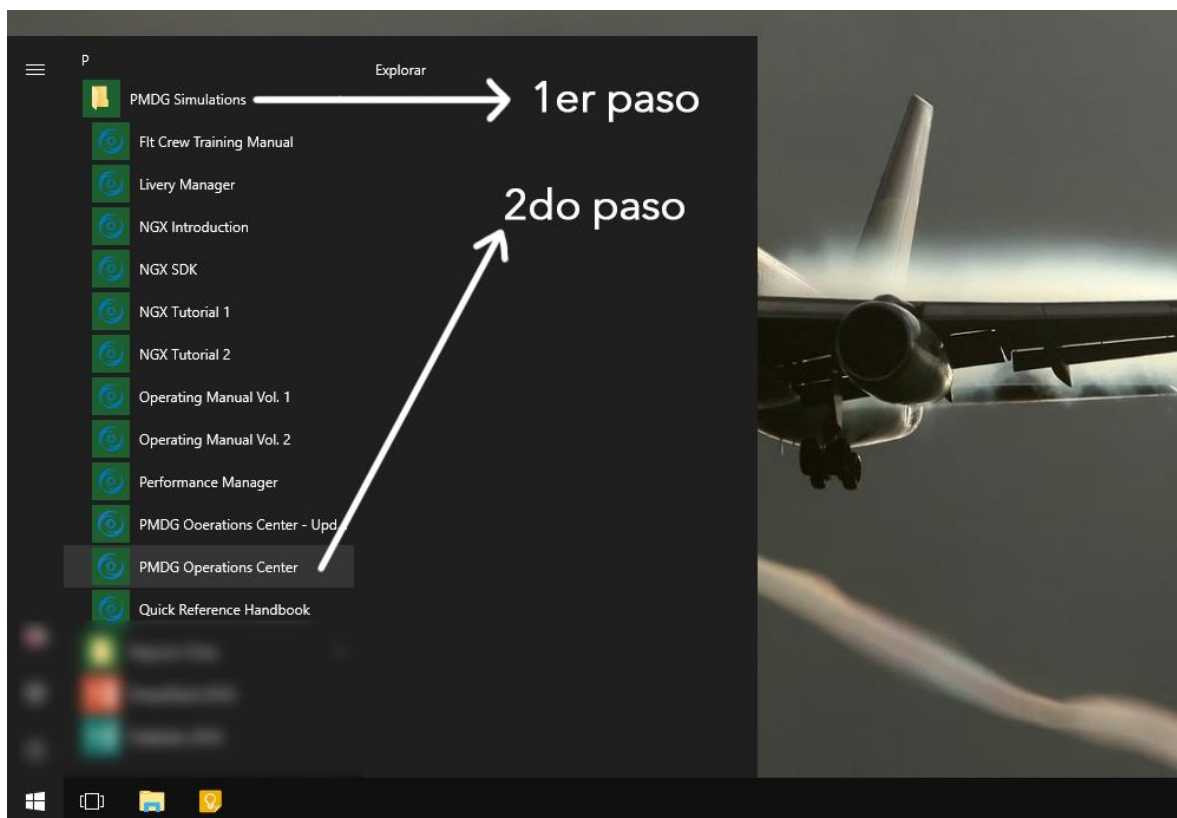 P
Explorar
PMDG Simulations
1er paso
Flt Crew Training Manual
Livery Manager
2do paso
NGX Introduction
NGX SDK
NGX Tutorial 1
NGX Tutorial 2
Operating Manual Vol. 1
Operating Manual Vol. 2
Performance Manager
PMDG Ooerations Center - Upd...
PMDG Operations Center
Quick Reference Handbook